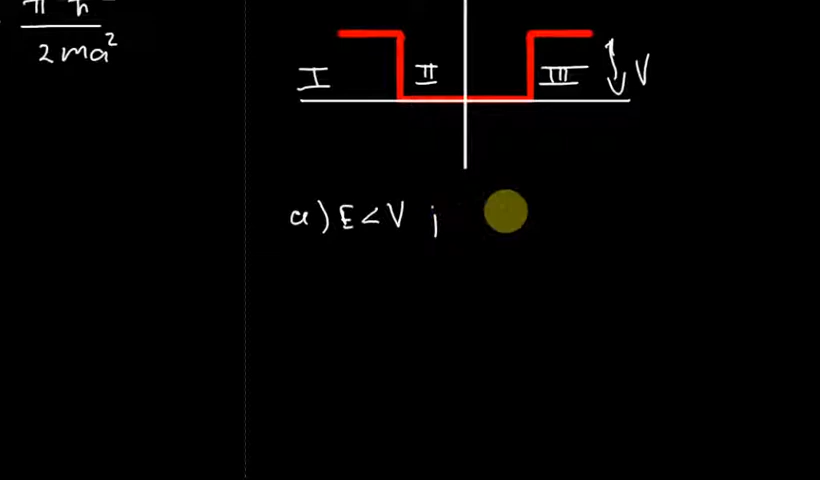 π ħ
2ma²
I
II
III
V
a) E < V ;